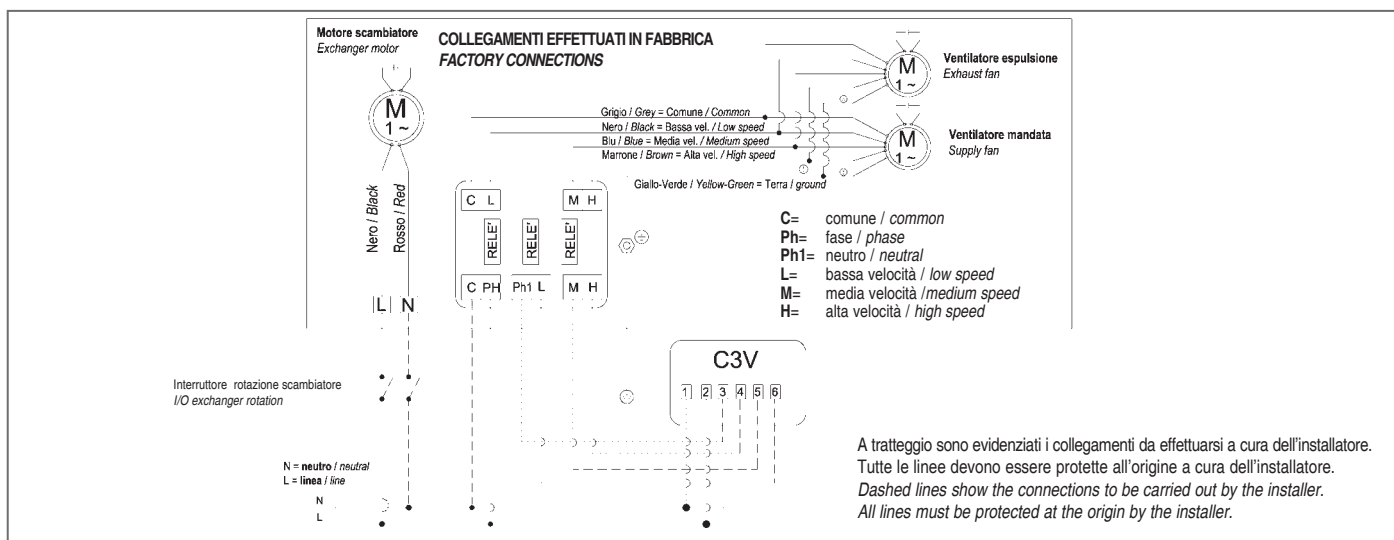 Motore scambiatore
Exchanger motor
COLLEGAMENTI EFFETTUATI IN FABBRICA
FACTORY CONNECTIONS
M
1 ~
M
1 ~
Ventilatore espulsione
Exhaust fan
M
1 ~
Ventilatore mandata
Supply fan
Grigio / Grey = Comune / Common
Nero / Black = Bassa vel. / Low speed
Blu / Blue = Media vel. / Medium speed
Marrone / Brown = Alta vel. / High speed
Giallo-Verde / Yellow-Green = Terra / ground
Nero / Black
Rosso / Red
L N
C L
M H
RELE'
RELE'
RELE'
C PH
Ph1 L
M H
C= comune / common
Ph= fase / phase
Ph1= neutro / neutral
L= bassa velocità / low speed
M= media velocità /medium speed
H= alta velocità / high speed
C3V
1 2 3 4 5 6
Interruttore rotazione scambiatore
I/O exchanger rotation
N = neutro / neutral
L = linea / line
N
L
A tratteggio sono evidenziati i collegamenti da effettuarsi a cura dell'installatore.
Tutte le linee devono essere protette all'origine a cura dell'installatore.
Dashed lines show the connections to be carried out by the installer.
All lines must be protected at the origin by the installer.